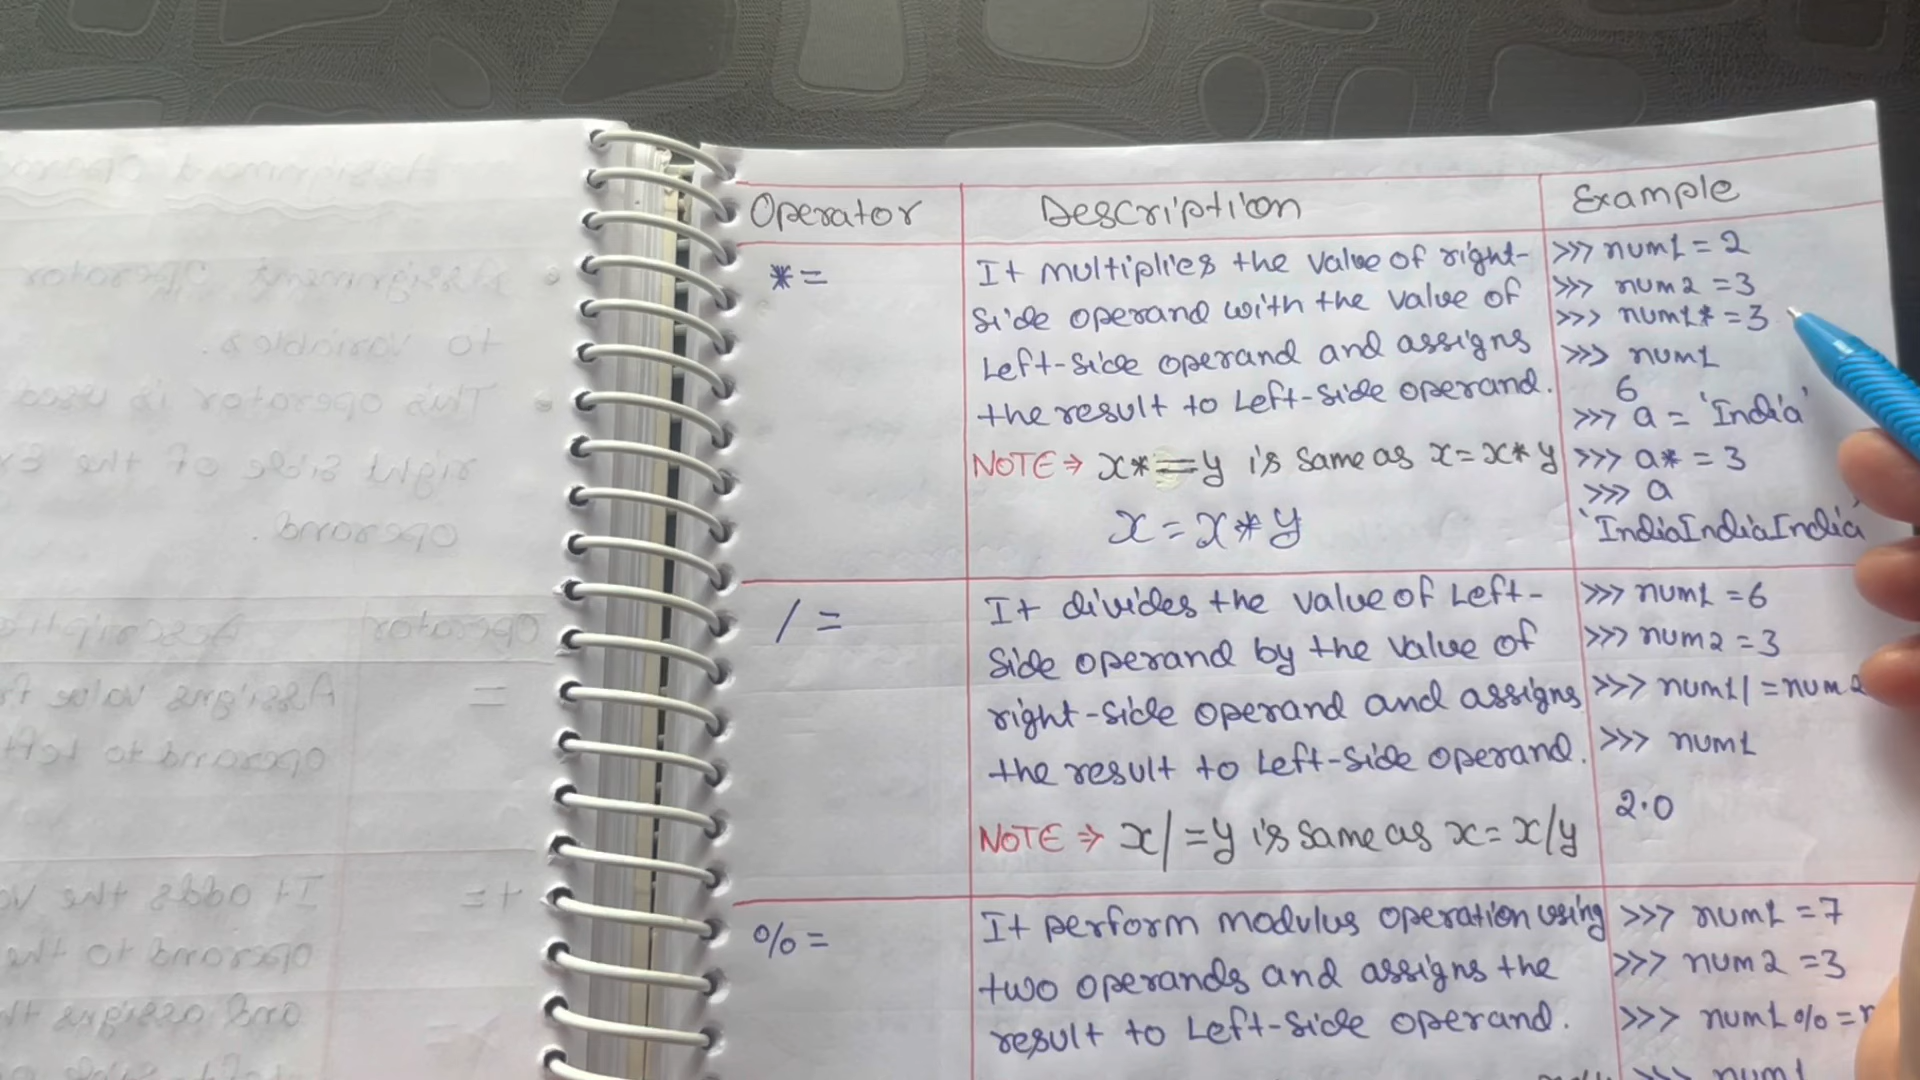 Operator Description Example
*=
It multiplies the value of right-
side operand with the value of
Left-side operand and assigns
the result to Left-side operand.
NOTE ⇒ x*=y is same as x=x*y
x=x*y
>>> num1 = 2
>>> num2 = 3
>>> num1* = 3
>>> num1
6
>>> a = 'India'
>>> a* = 3
>>> a
'IndiaIndiaIndia'
/=
It divides the value of Left-
side operand by the value of
right-side operand and assigns
the result to Left-side operand.
NOTE ⇒ x/=y is same as x=x/y
>>> num1 = 6
>>> num2 = 3
>>> num1/=num2
>>> num1
2.0
%=
It perform modulus operation using
two operands and assigns the
result to Left-side operand.
>>> num1 = 7
>>> num2 = 3
>>> num1%=
>>> num1